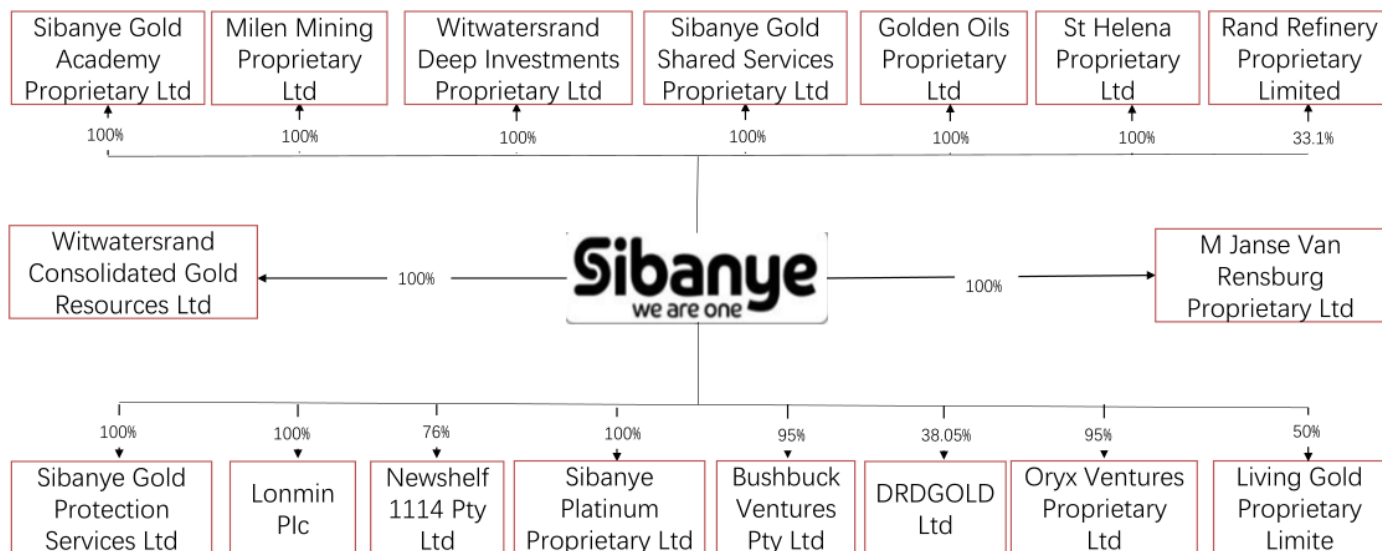 Sibanye Gold
Academy
Proprietary Ltd
Milen Mining
Proprietary
Ltd
Witwatersrand
Deep Investments
Proprietary Ltd
Sibanye Gold
Shared Services
Proprietary Ltd
Golden Oils
Proprietary
Ltd
St Helena
Proprietary
Ltd
Rand Refinery
Proprietary
Limited
100%
100%
100%
100%
100%
100%
33.1%
Witwatersrand
Consolidated Gold
Resources Ltd
100%
Sibanye
we are one
100%
M Janse Van
Rensburg
Proprietary Ltd
100%
100%
76%
100%
95%
38.05%
95%
50%
Sibanye Gold
Protection
Services Ltd
Lonmin
Plc
Newshelf
1114 Pty
Ltd
Sibanye
Platinum
Proprietary Ltd
Bushbuck
Ventures
Pty Ltd
DRDGOLD
Ltd
Oryx Ventures
Proprietary
Ltd
Living Gold
Proprietary
Limite